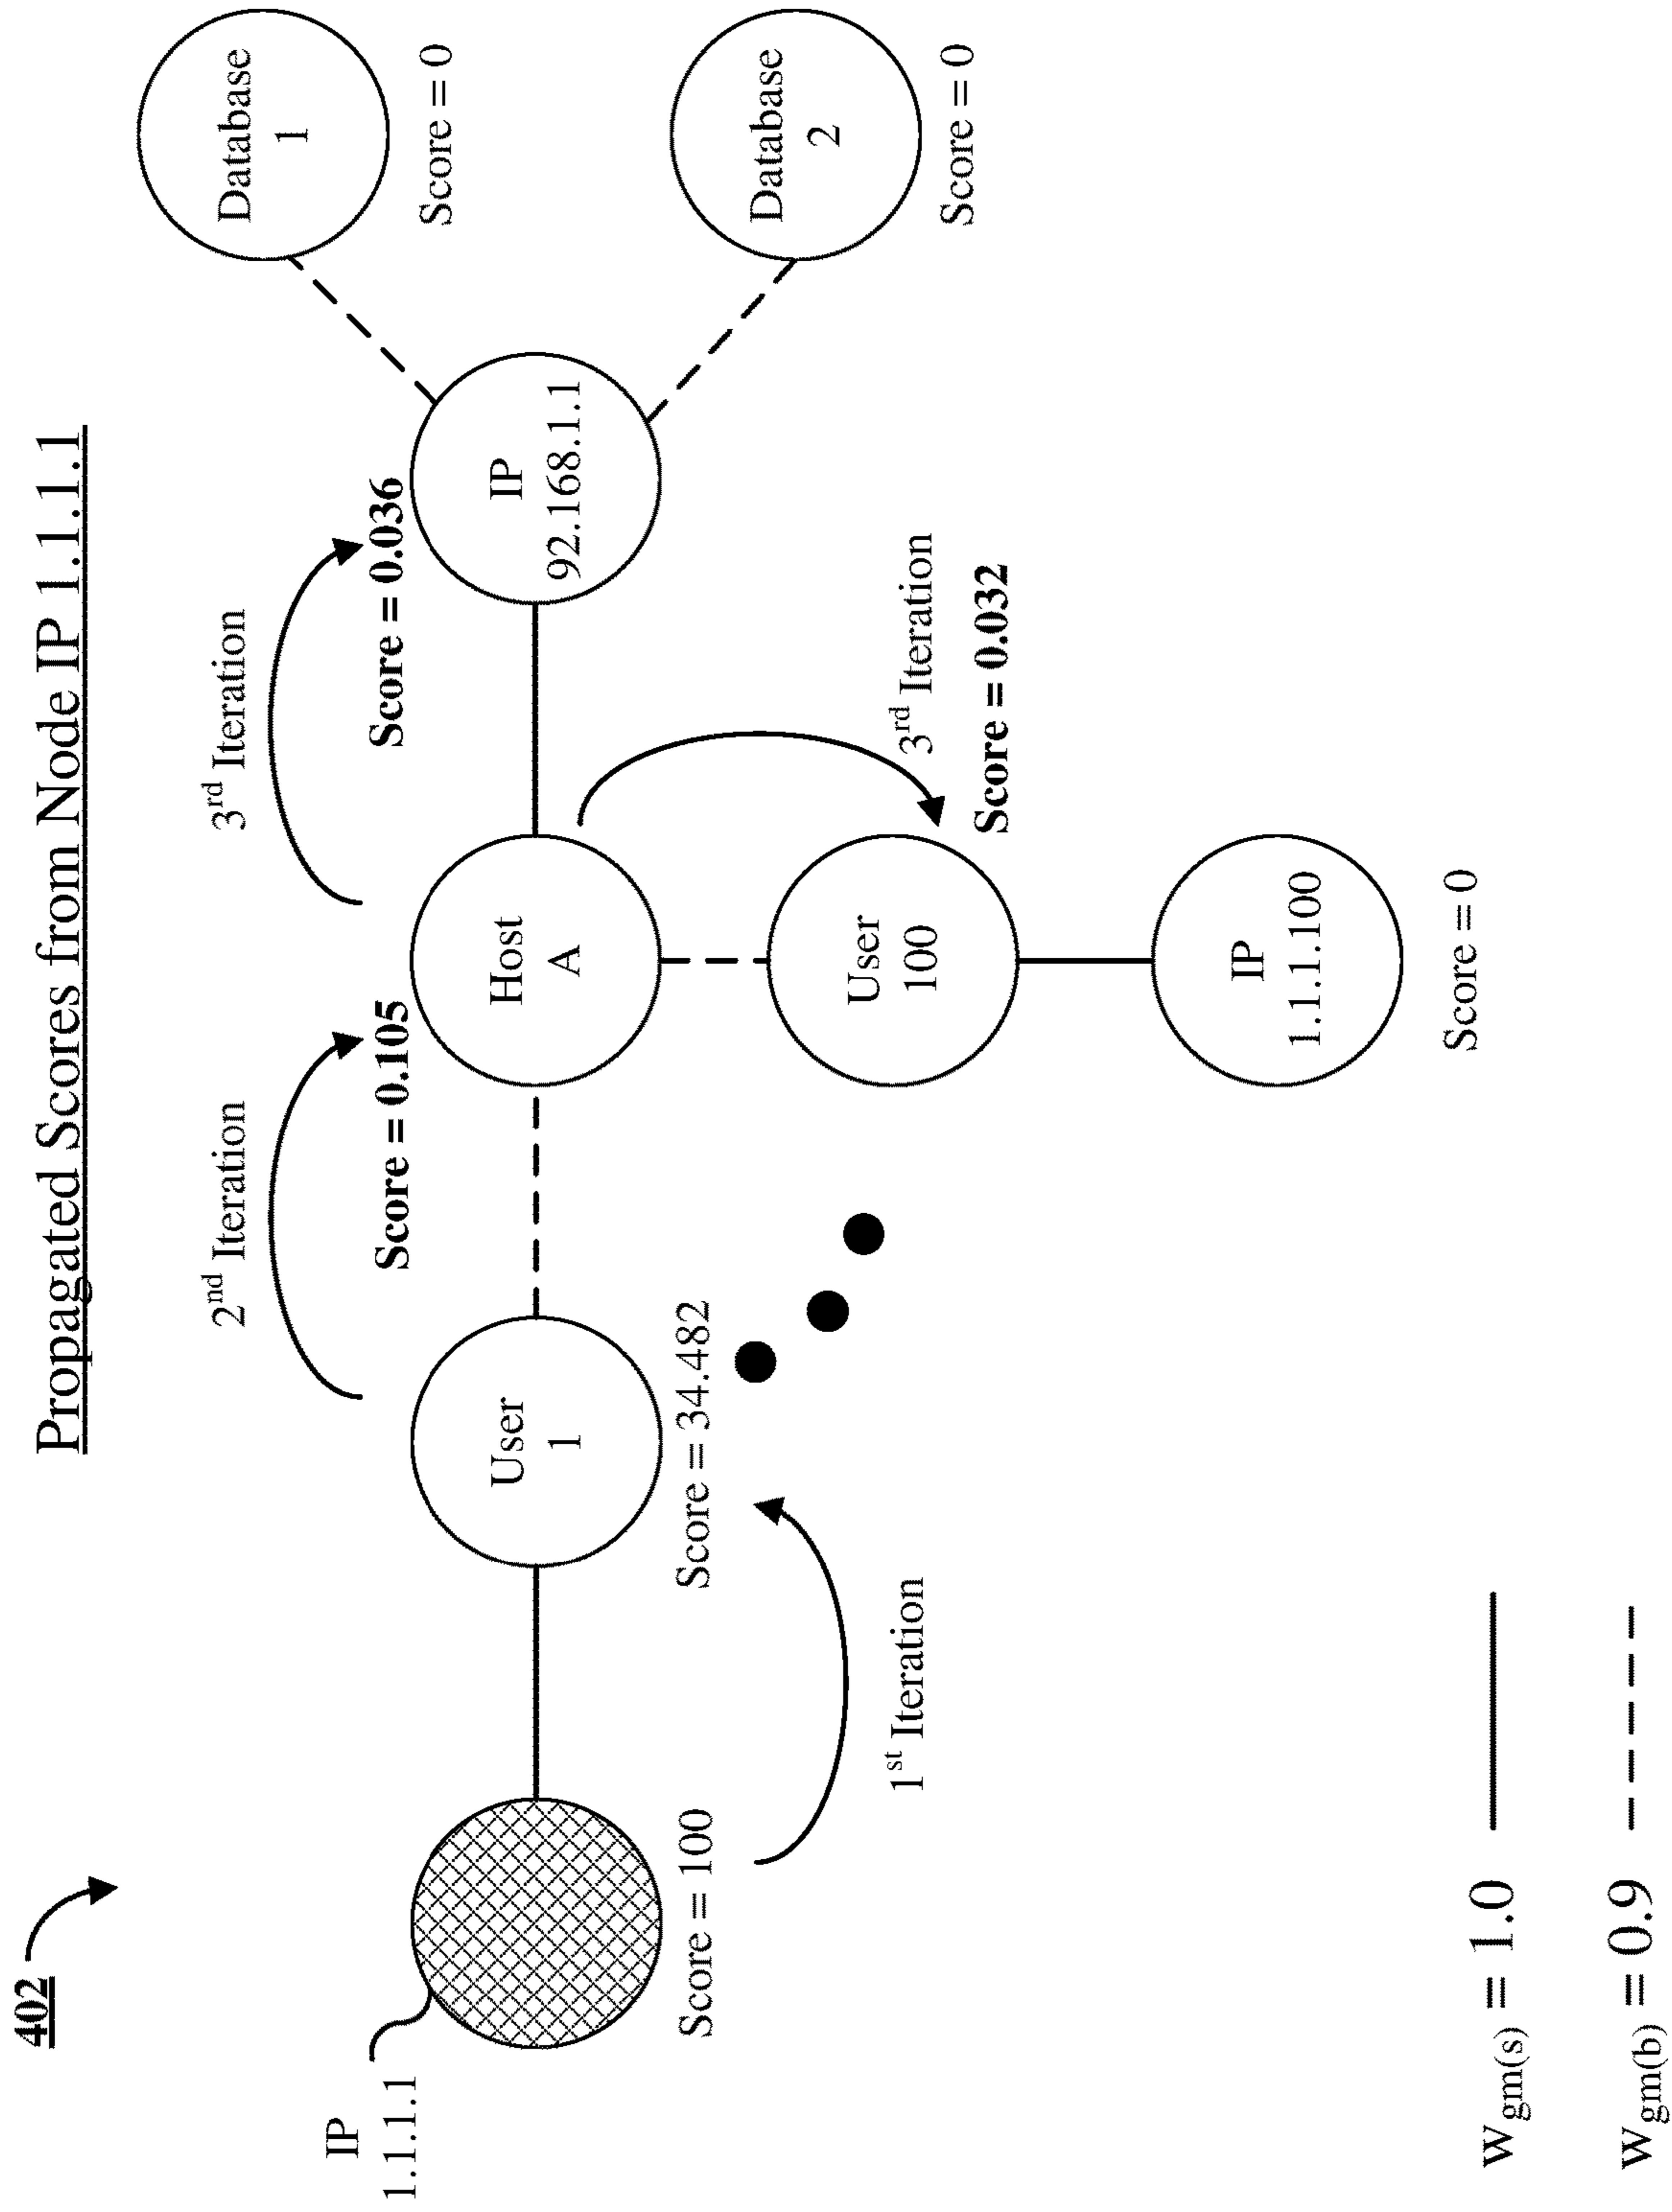 402
Propagated Scores from Node IP 1.1.1.1
2nd Iteration
3rd Iteration
Score = 0.105
Score = 0.036
IP
1.1.1.1
User
1
Host
A
IP
92.168.1.1
Database
1
Score = 0
Score = 100
Score = 34.482
1st Iteration
3rd Iteration
Score = 0.032
User
100
Database
2
Score = 0
IP
1.1.1.100
Score = 0
wgm(s) = 1.0
wgm(b) = 0.9